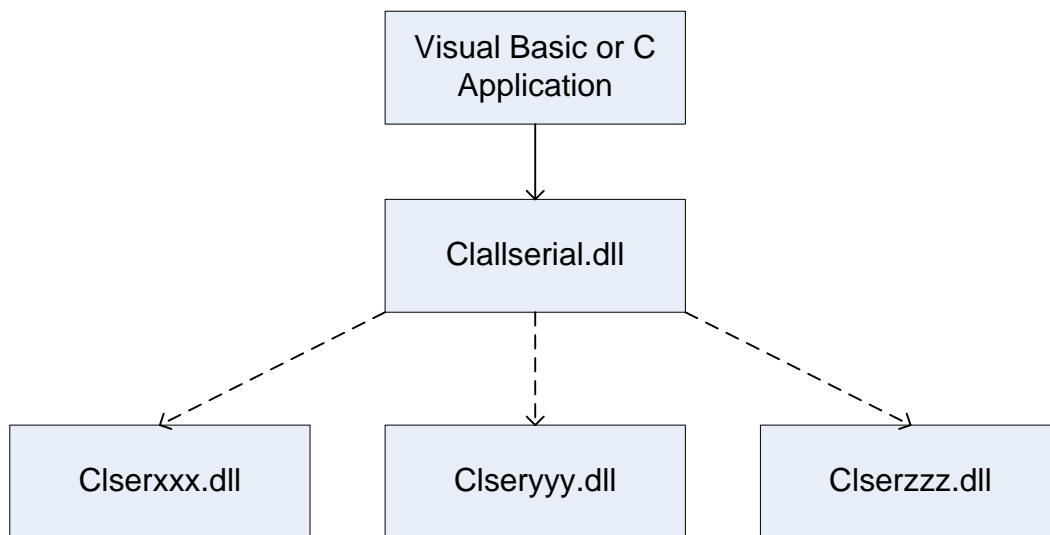 Visual Basic or C
Application
Clallserial.dll
Clserxxx.dll
Clseryyy.dll
Clserzzz.dll